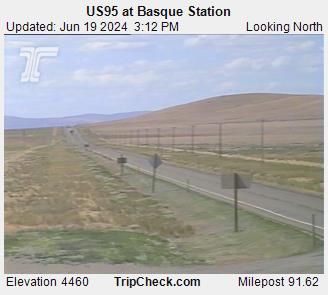 US95 at Basque Station
Updated: Jun 19 2024  3:12 PM Looking North
Elevation 4460 TripCheck.com Milepost 91.62